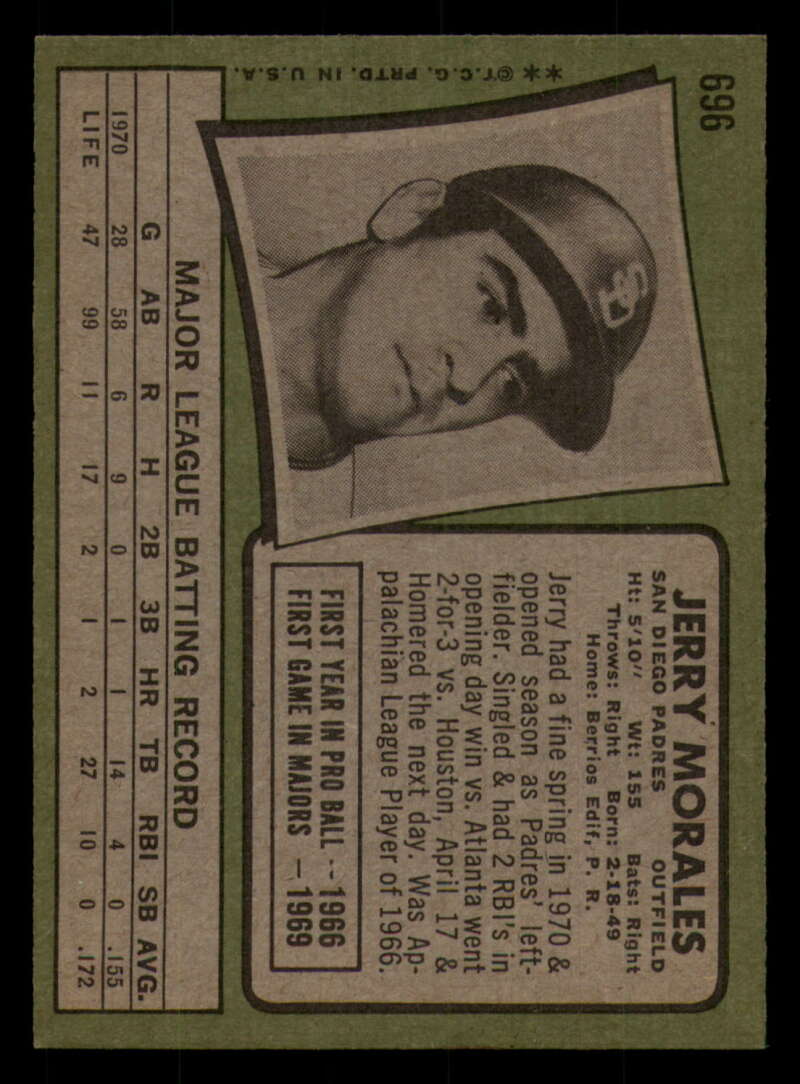 696
**©T.C.G. PRTD. IN U.S.A.
SD
JERRY MORALES
SAN DIEGO PADRES OUTFIELD
Ht: 5'10" Wt: 155 Bats: Right
Throws: Right Born: 2-18-49
Home: Berrios Edif, P. R.
Jerry had a fine spring in 1970 &
opened season as Padres' left-
fielder. Singled & had 2 RBI's in
opening day win vs. Atlanta went
2-for-3 vs. Houston, April 17 &
Homered the next day. Was Ap-
palachian League Player of 1966.
FIRST YEAR IN PRO BALL -- 1966
FIRST GAME IN MAJORS — 1969
MAJOR LEAGUE BATTING RECORD
G AB R H 2B 3B HR TB RBI SB AVG.
1970 28 58 6 9 0 1 1 14 4 0 .155
LIFE 47 99 11 17 2 1 2 27 10 0 .172